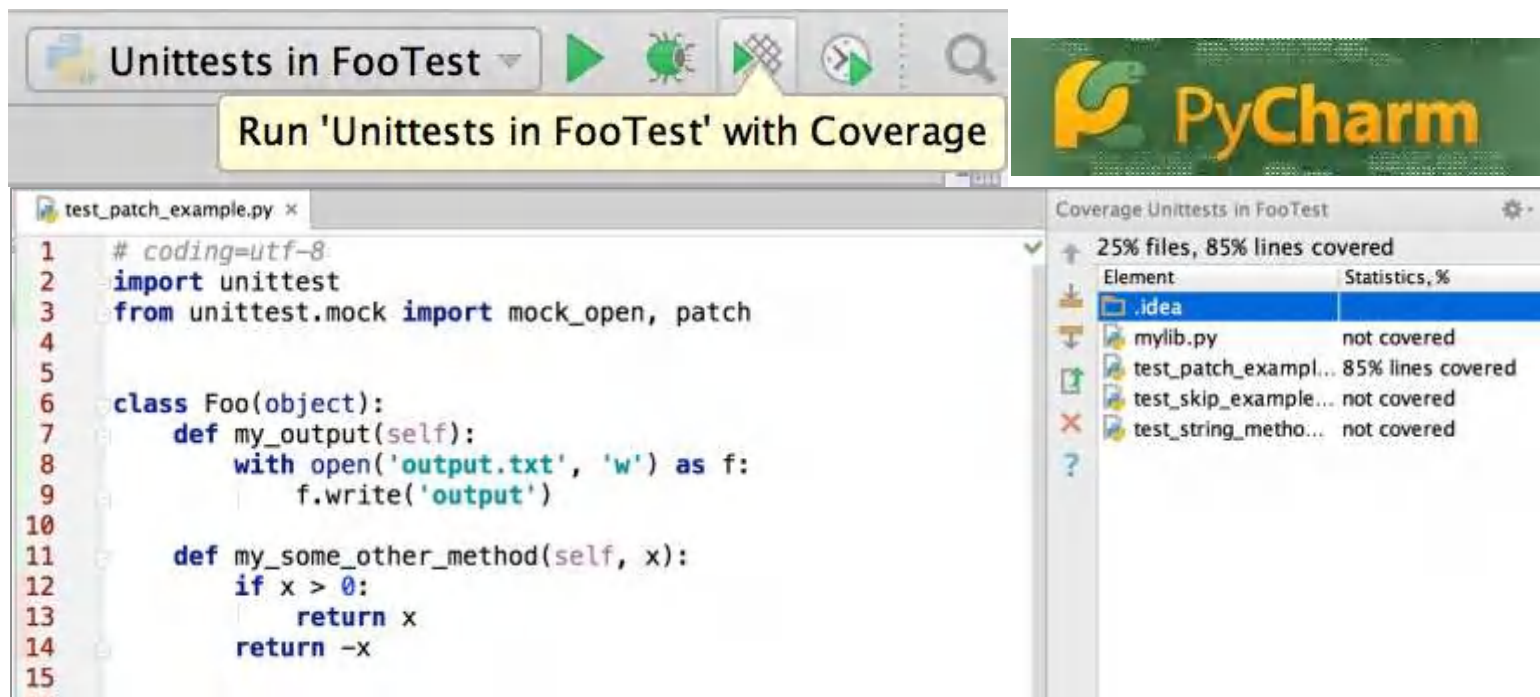 Unittests in FooTest
Run 'Unittests in FooTest' with Coverage
PyCharm
test_patch_example.py ×
1 # coding=utf-8
2 import unittest
3 from unittest.mock import mock_open, patch
4
5
6 class Foo(object):
7     def my_output(self):
8         with open('output.txt', 'w') as f:
9             f.write('output')
10
11     def my_some_other_method(self, x):
12         if x > 0:
13             return x
14         return -x
15
Coverage Unittests in FooTest
25% files, 85% lines covered
Element Statistics, %
.idea
mylib.py not covered
test_patch_exampl... 85% lines covered
test_skip_example... not covered
test_string_metho... not covered
?